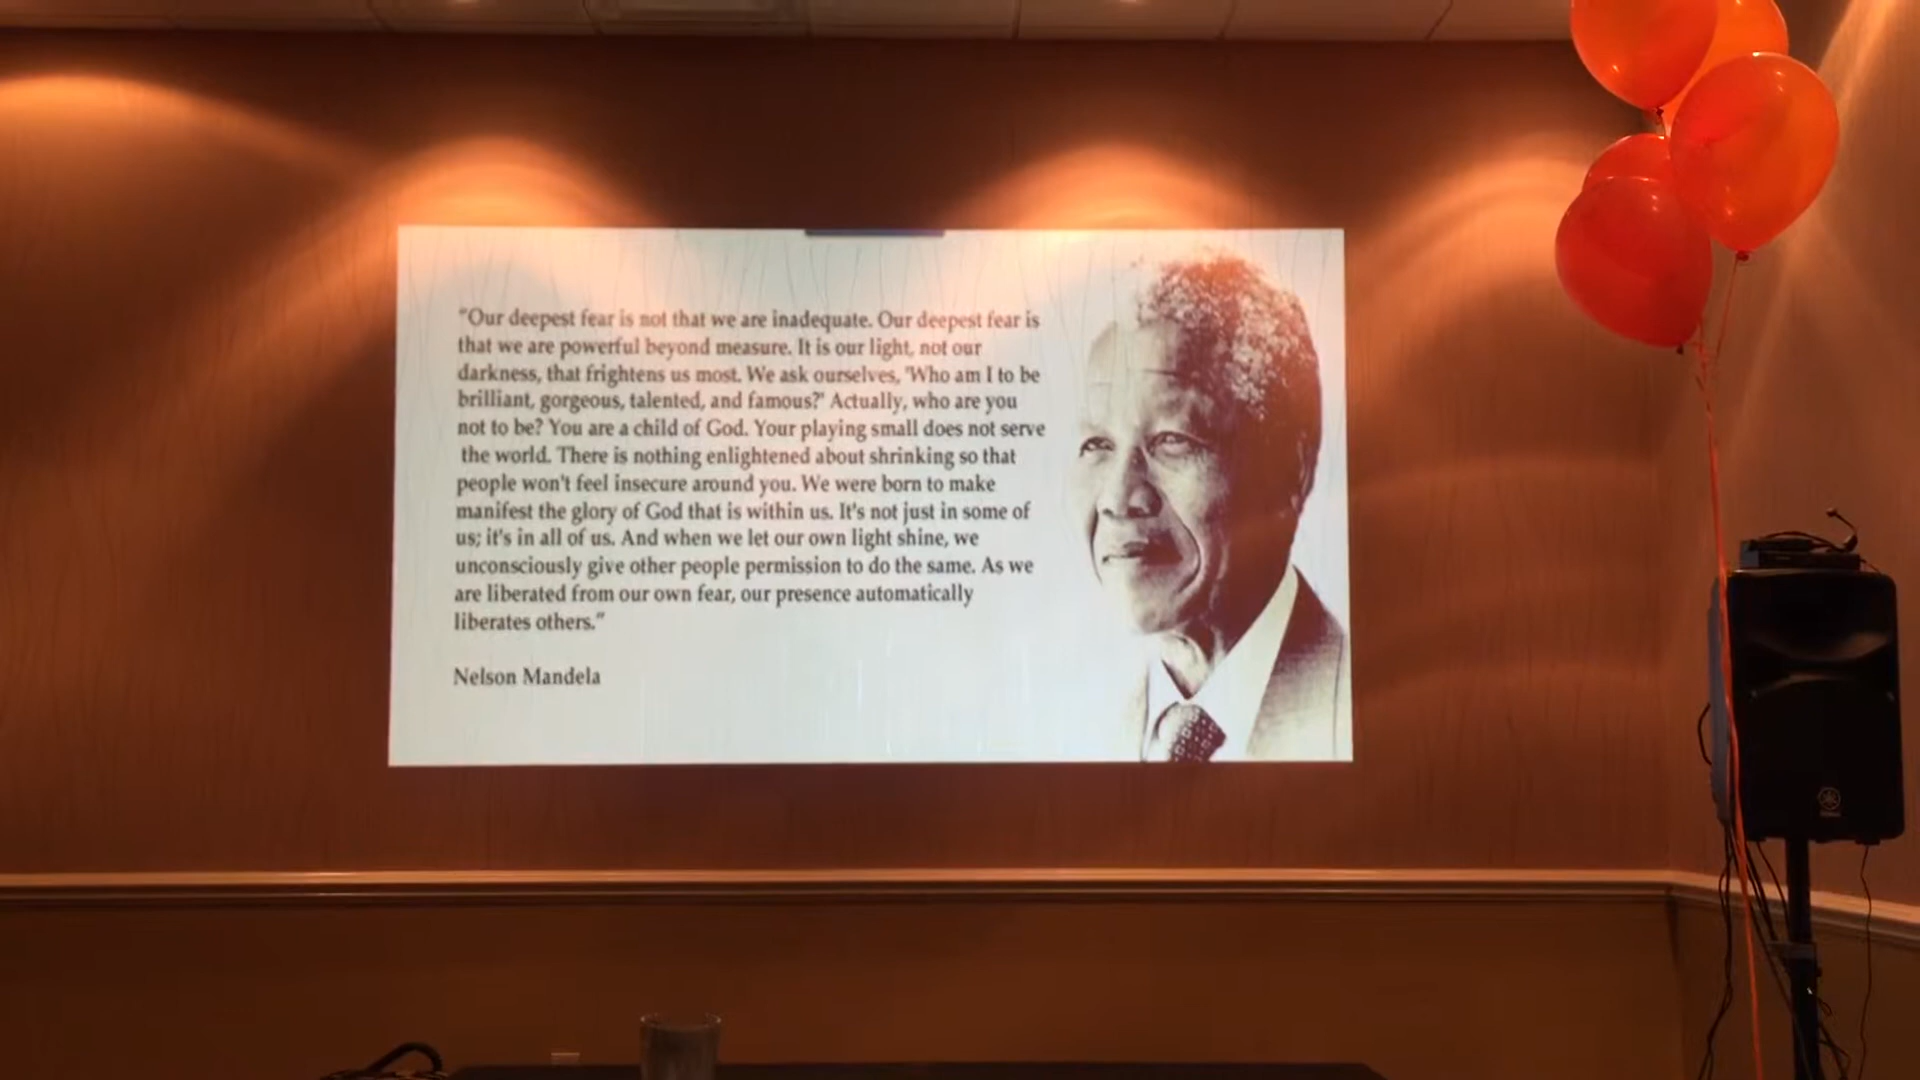 "Our deepest fear is not that we are inadequate. Our deepest fear is
that we are powerful beyond measure. It is our light, not our
darkness, that frightens us most. We ask ourselves, 'Who am I to be
brilliant, gorgeous, talented, and famous?' Actually, who are you
not to be? You are a child of God. Your playing small does not serve
the world. There is nothing enlightened about shrinking so that
people won't feel insecure around you. We were born to make
manifest the glory of God that is within us. It's not just in some of
us; it's in all of us. And when we let our own light shine, we
unconsciously give other people permission to do the same. As we
are liberated from our own fear, our presence automatically
liberates others."
Nelson Mandela